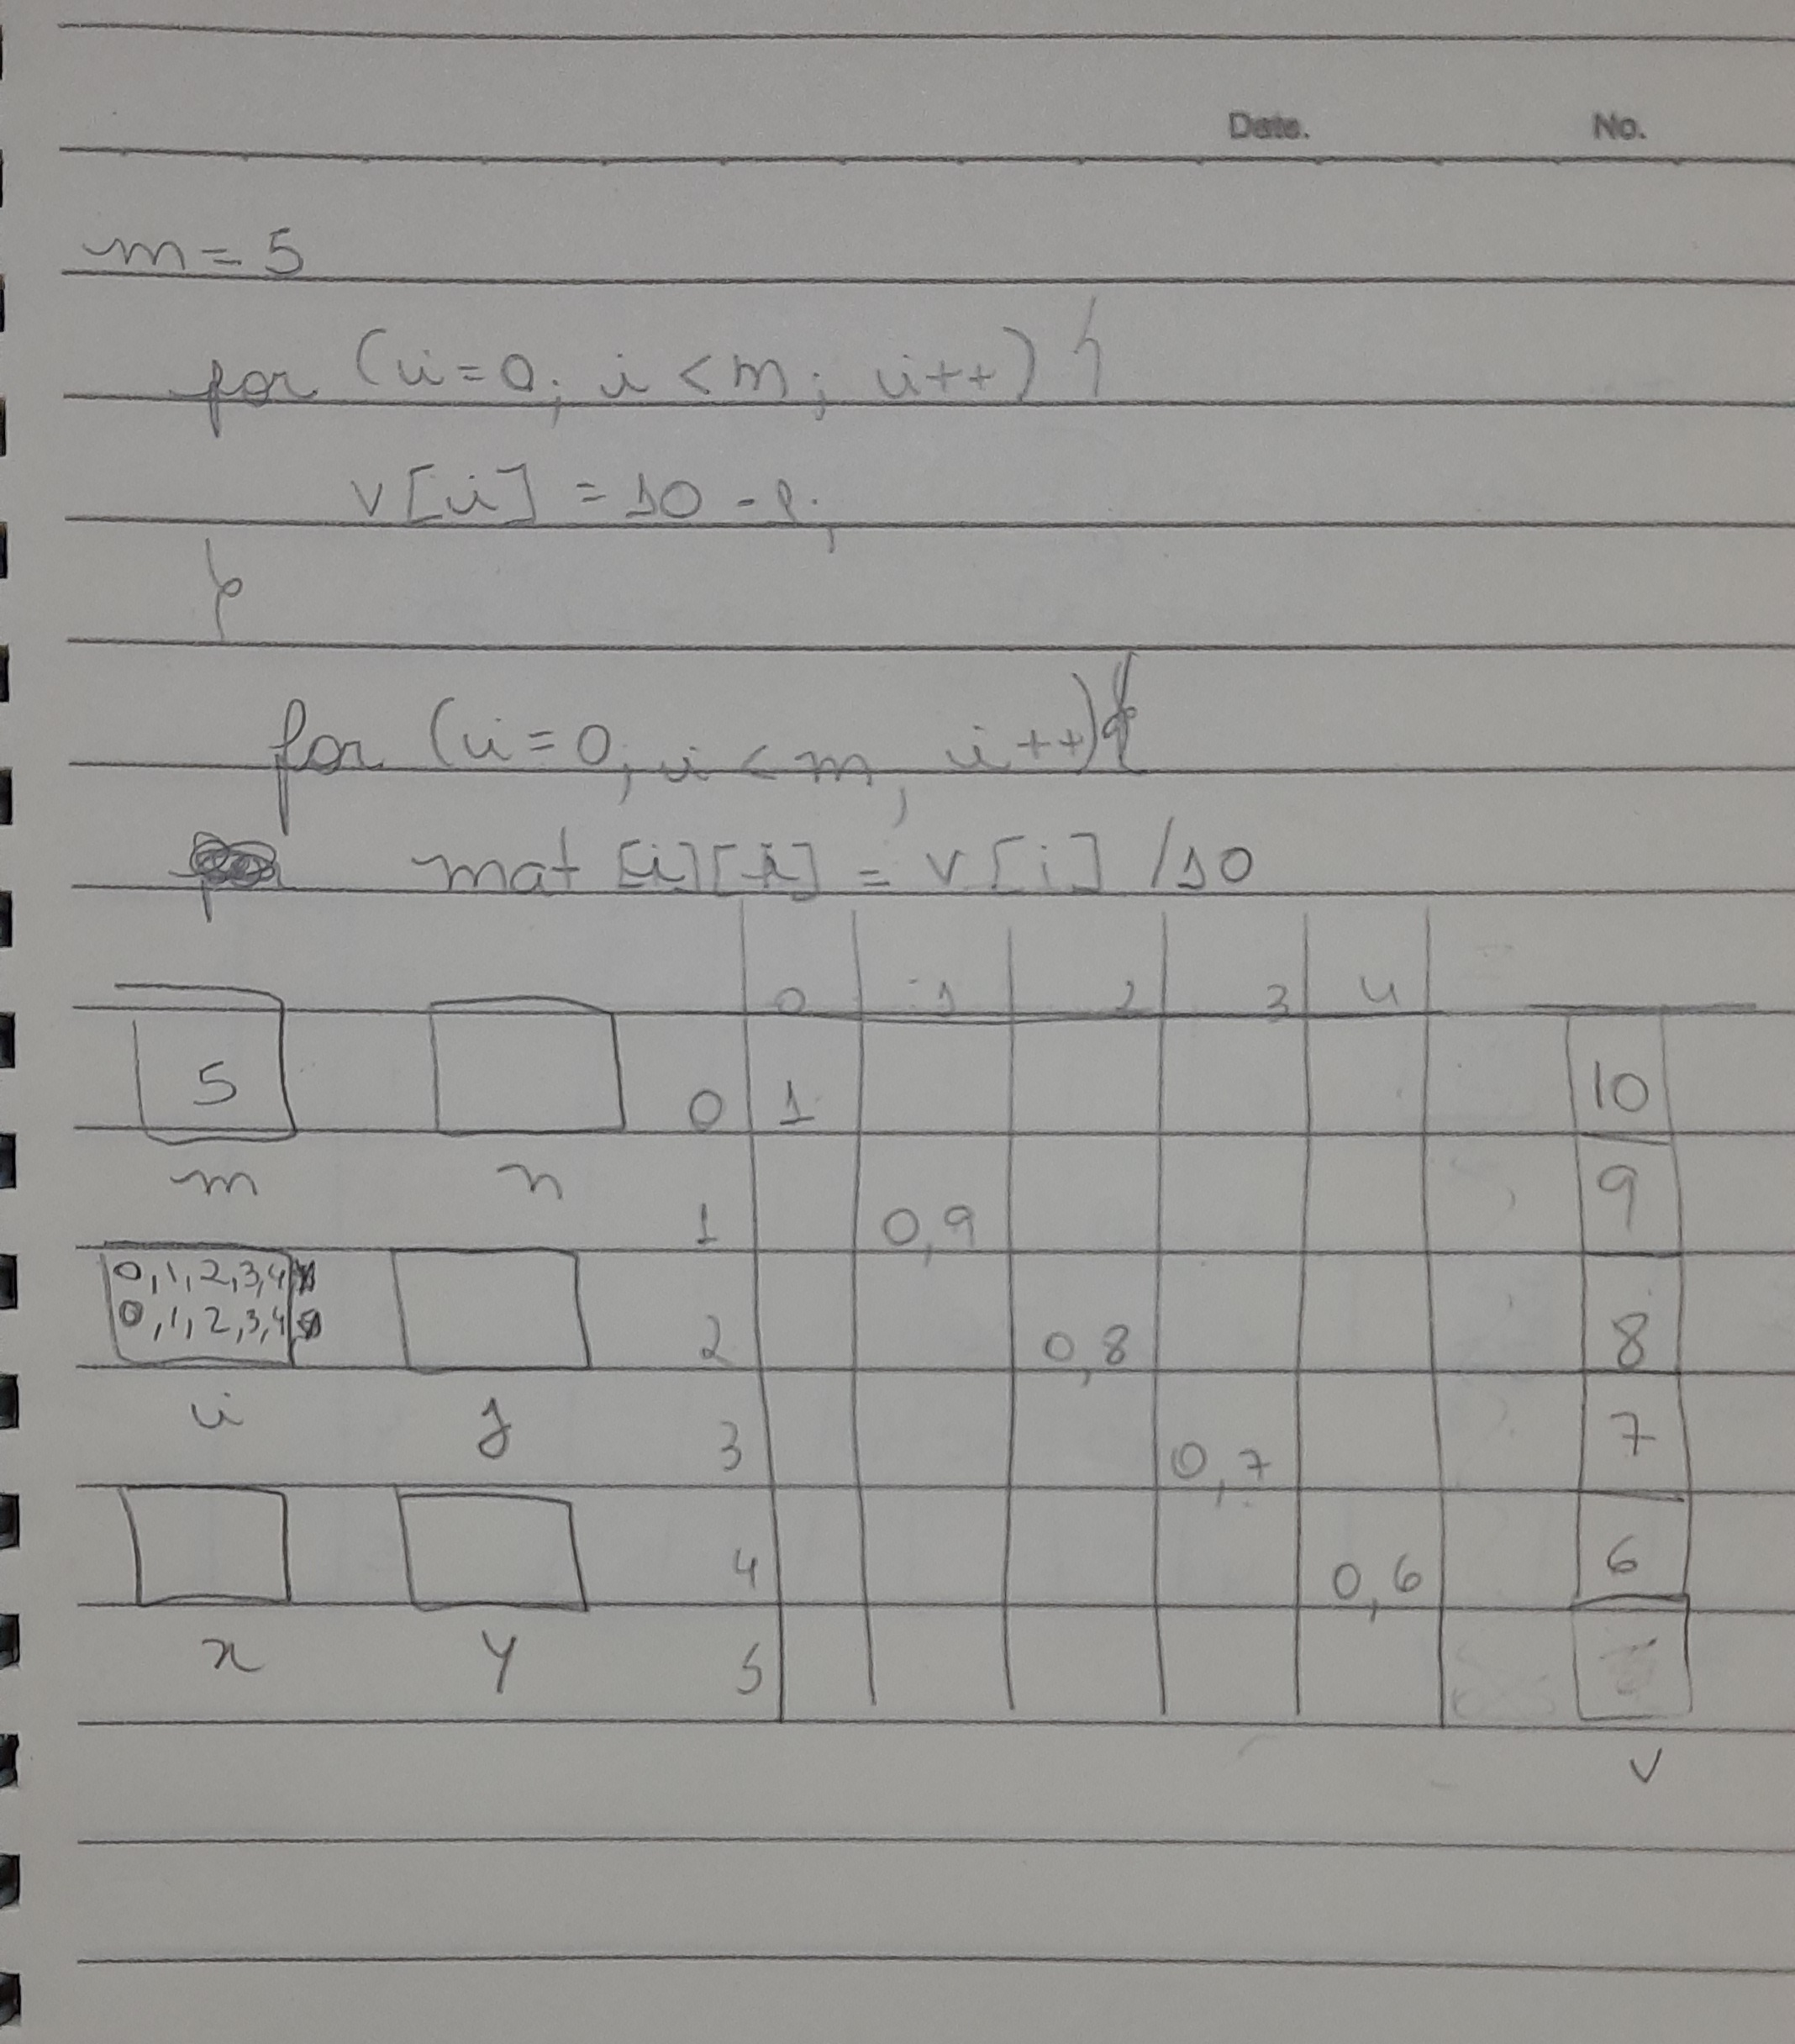 Date. No.
m = 5
for (i=0; i <m; i++) {
v[i] = 10 - i;
}
for (i=0; i <m; i++){
mat [i][i] = v[i] /10
0 1 2 3 4
5 0 1 10
m n
1 0,9 9
0,1,2,3,4
0,1,2,3,4,5
2 0,8 8
i j
3 0,7 7
4 0,6 6
x y 5
v